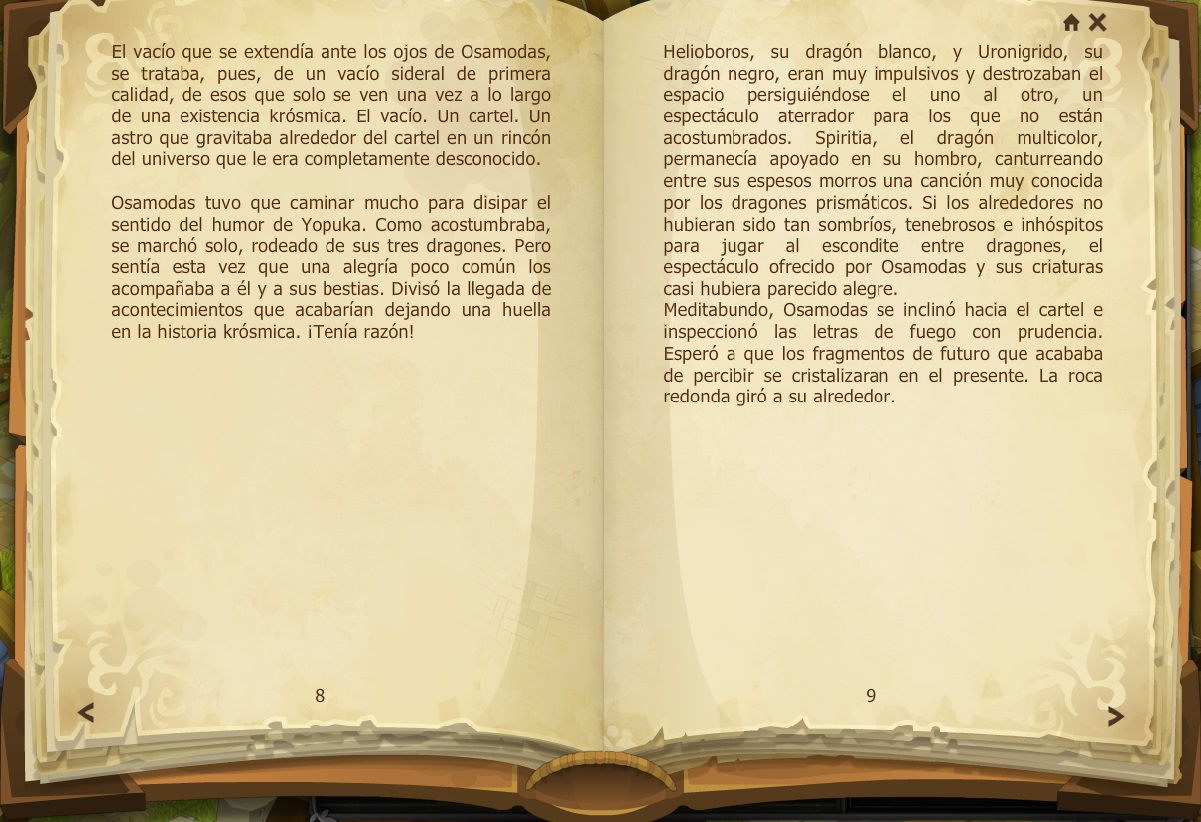 El vacío que se extendía ante los ojos de Osamodas,
se trataba, pues, de un vacío sideral de primera
calidad, de esos que solo se ven una vez a lo largo
de una existencia krósmica. El vacío. Un cartel. Un
astro que gravitaba alrededor del cartel en un rincón
del universo que le era completamente desconocido.

Osamodas tuvo que caminar mucho para disipar el
sentido del humor de Yopuka. Como acostumbraba,
se marchó solo, rodeado de sus tres dragones. Pero
sentía esta vez que una alegría poco común los
acompañaba a él y a sus bestias. Divisó la llegada de
acontecimientos que acabarían dejando una huella
en la historia krósmica. ¡Tenía razón!
8
Helioboros, su dragón blanco, y Uronigrido, su
dragón negro, eran muy impulsivos y destrozaban el
espacio persiguiéndose el uno al otro, un
espectáculo aterrador para los que no están
acostumbrados. Spiritia, el dragón multicolor,
permanecía apoyado en su hombro, canturreando
entre sus espesos morros una canción muy conocida
por los dragones prismáticos. Si los alrededores no
hubieran sido tan sombríos, tenebrosos e inhóspitos
para jugar al escondite entre dragones, el
espectáculo ofrecido por Osamodas y sus criaturas
casi hubiera parecido alegre.
Meditabundo, Osamodas se inclinó hacia el cartel e
inspeccionó las letras de fuego con prudencia.
Esperó a que los fragmentos de futuro que acababa
de percibir se cristalizaran en el presente. La roca
redonda giró a su alrededor.
9